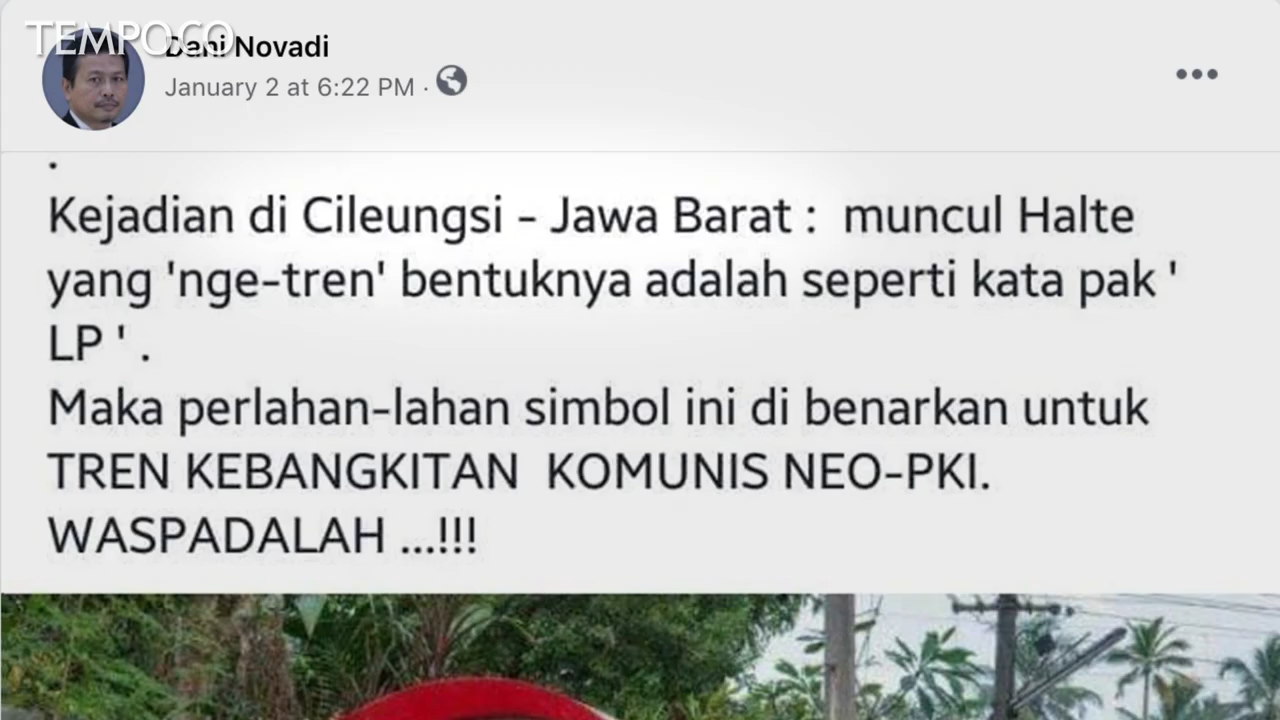 TEMPO.CO
Dani Novadi
January 2 at 6:22 PM ·
.
Kejadian di Cileungsi - Jawa Barat : muncul Halte
yang 'nge-tren' bentuknya adalah seperti kata pak '
LP ' .
Maka perlahan-lahan simbol ini di benarkan untuk
TREN KEBANGKITAN KOMUNIS NEO-PKI.
WASPADALAH ...!!!